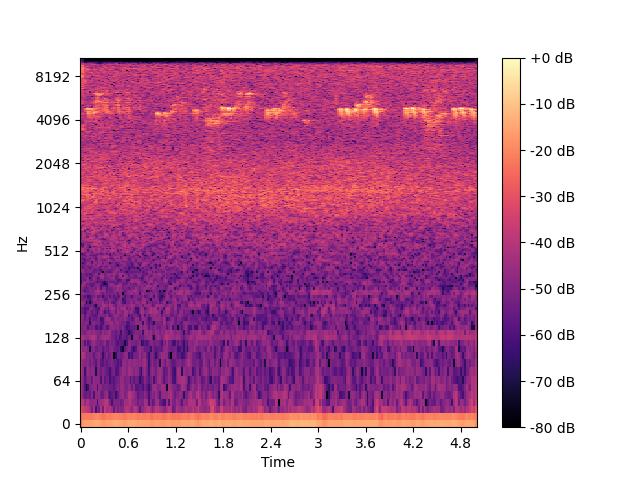 8192
4096
2048
1024
512
256
128
64
0
Hz
0 0.6 1.2 1.8 2.4 3 3.6 4.2 4.8
Time
+0 dB
-10 dB
-20 dB
-30 dB
-40 dB
-50 dB
-60 dB
-70 dB
-80 dB